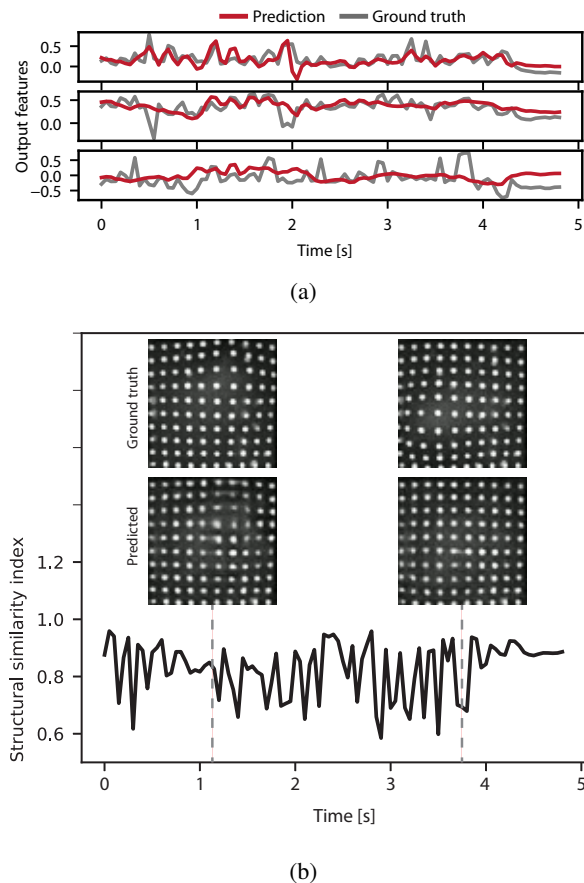 Prediction Ground truth
Output features
0.5
0.0
0.5
0.0
0.5
0.0
−0.5
0 1 2 3 4 5
Time [s]
(a)
Ground truth
Predicted
Structural similarity index
1.2
1.0
0.8
0.6
0 1 2 3 4 5
Time [s]
(b)